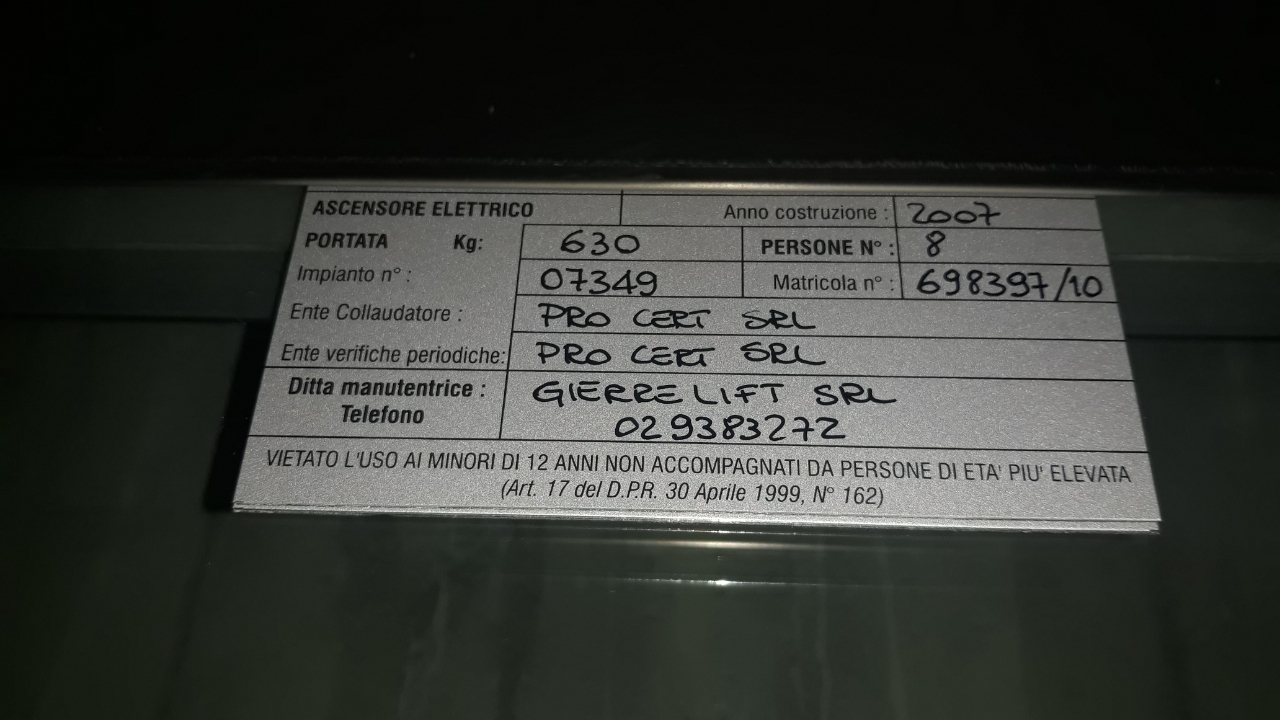 ASCENSORE ELETTRICO Anno costruzione : 2007
PORTATA Kg: 630 PERSONE N° : 8
Impianto n° : 07349 Matricola n° : 698397/10
Ente Collaudatore : PRO CERT SRL
Ente verifiche periodiche: PRO CERT SRL
Ditta manutentrice : GIERRE LIFT SRL
Telefono 029383272
VIETATO L'USO AI MINORI DI 12 ANNI NON ACCOMPAGNATI DA PERSONE DI ETA' PIU' ELEVATA
(Art. 17 del D.P.R. 30 Aprile 1999, N° 162)